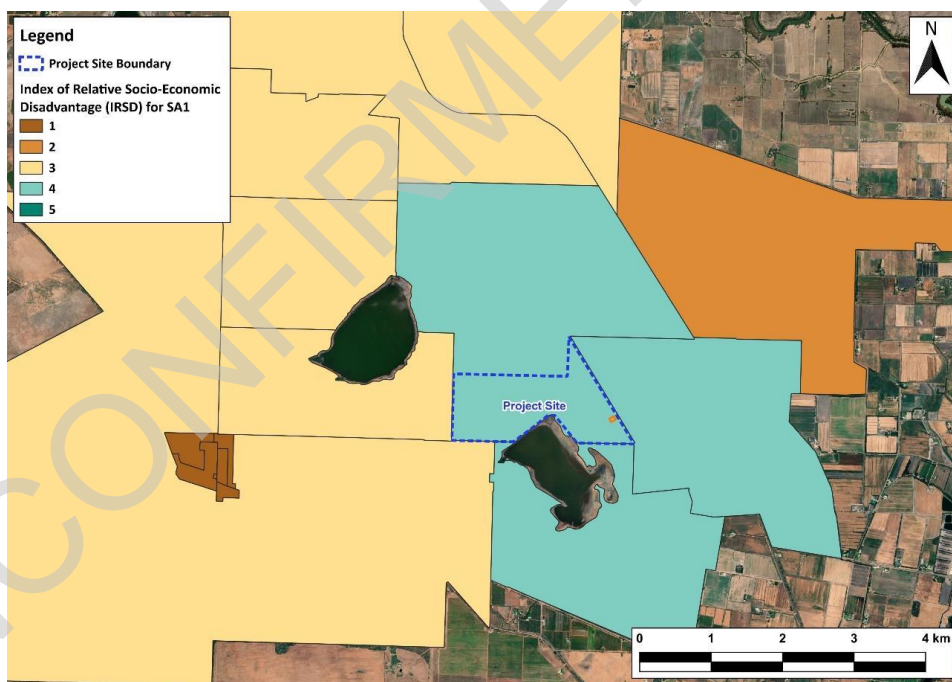 Legend
Project Site Boundary
Index of Relative Socio-Economic
Disadvantage (IRSD) for SA1
1
2
3
4
5
N
Project Site
0 1 2 3 4 km
CONFIRME